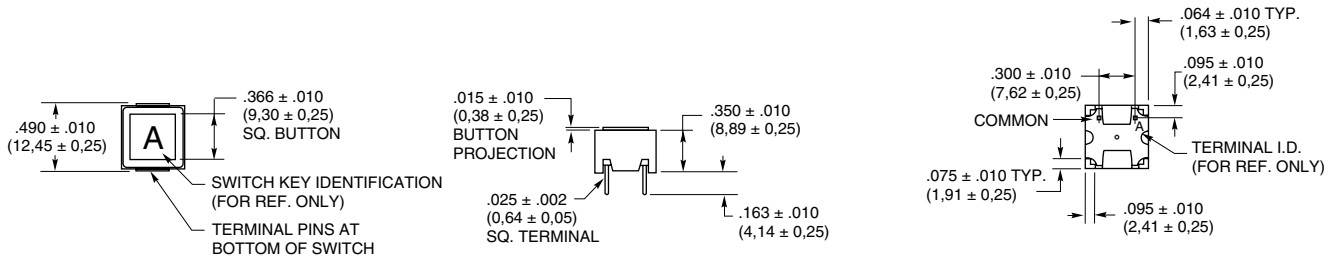 .490 ± .010
(12,45 ± 0,25)
A
.366 ± .010
(9,30 ± 0,25)
SQ. BUTTON
SWITCH KEY IDENTIFICATION
(FOR REF. ONLY)
TERMINAL PINS AT
BOTTOM OF SWITCH
.015 ± .010
(0,38 ± 0,25)
BUTTON
PROJECTION
.350 ± .010
(8,89 ± 0,25)
.025 ± .002
(0,64 ± 0,05)
SQ. TERMINAL
.163 ± .010
(4,14 ± 0,25)
.064 ± .010 TYP.
(1,63 ± 0,25)
.300 ± .010
(7,62 ± 0,25)
.095 ± .010
(2,41 ± 0,25)
COMMON
A
TERMINAL I.D.
(FOR REF. ONLY)
.075 ± .010 TYP.
(1,91 ± 0,25)
.095 ± .010
(2,41 ± 0,25)